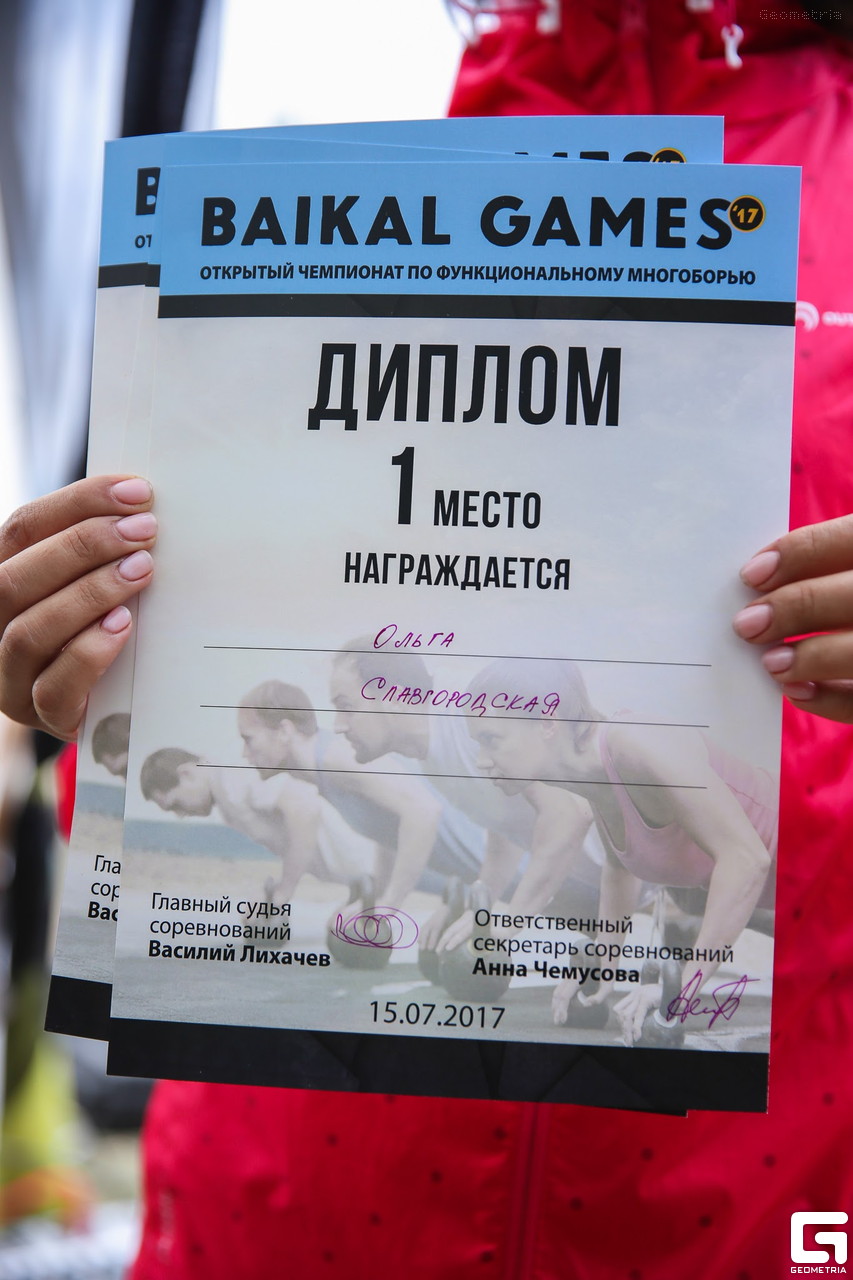 Geometria
BAIKAL GAMES '17
ОТКРЫТЫЙ ЧЕМПИОНАТ ПО ФУНКЦИОНАЛЬНОМУ МНОГОБОРЬЮ
ДИПЛОМ
1 МЕСТО
НАГРАЖДАЕТСЯ
Ольга
Славгородская
Главный судья
соревнований
Василий Лихачев
Ответственный
секретарь соревнований
Анна Чемусова
15.07.2017
GEOMETRIA